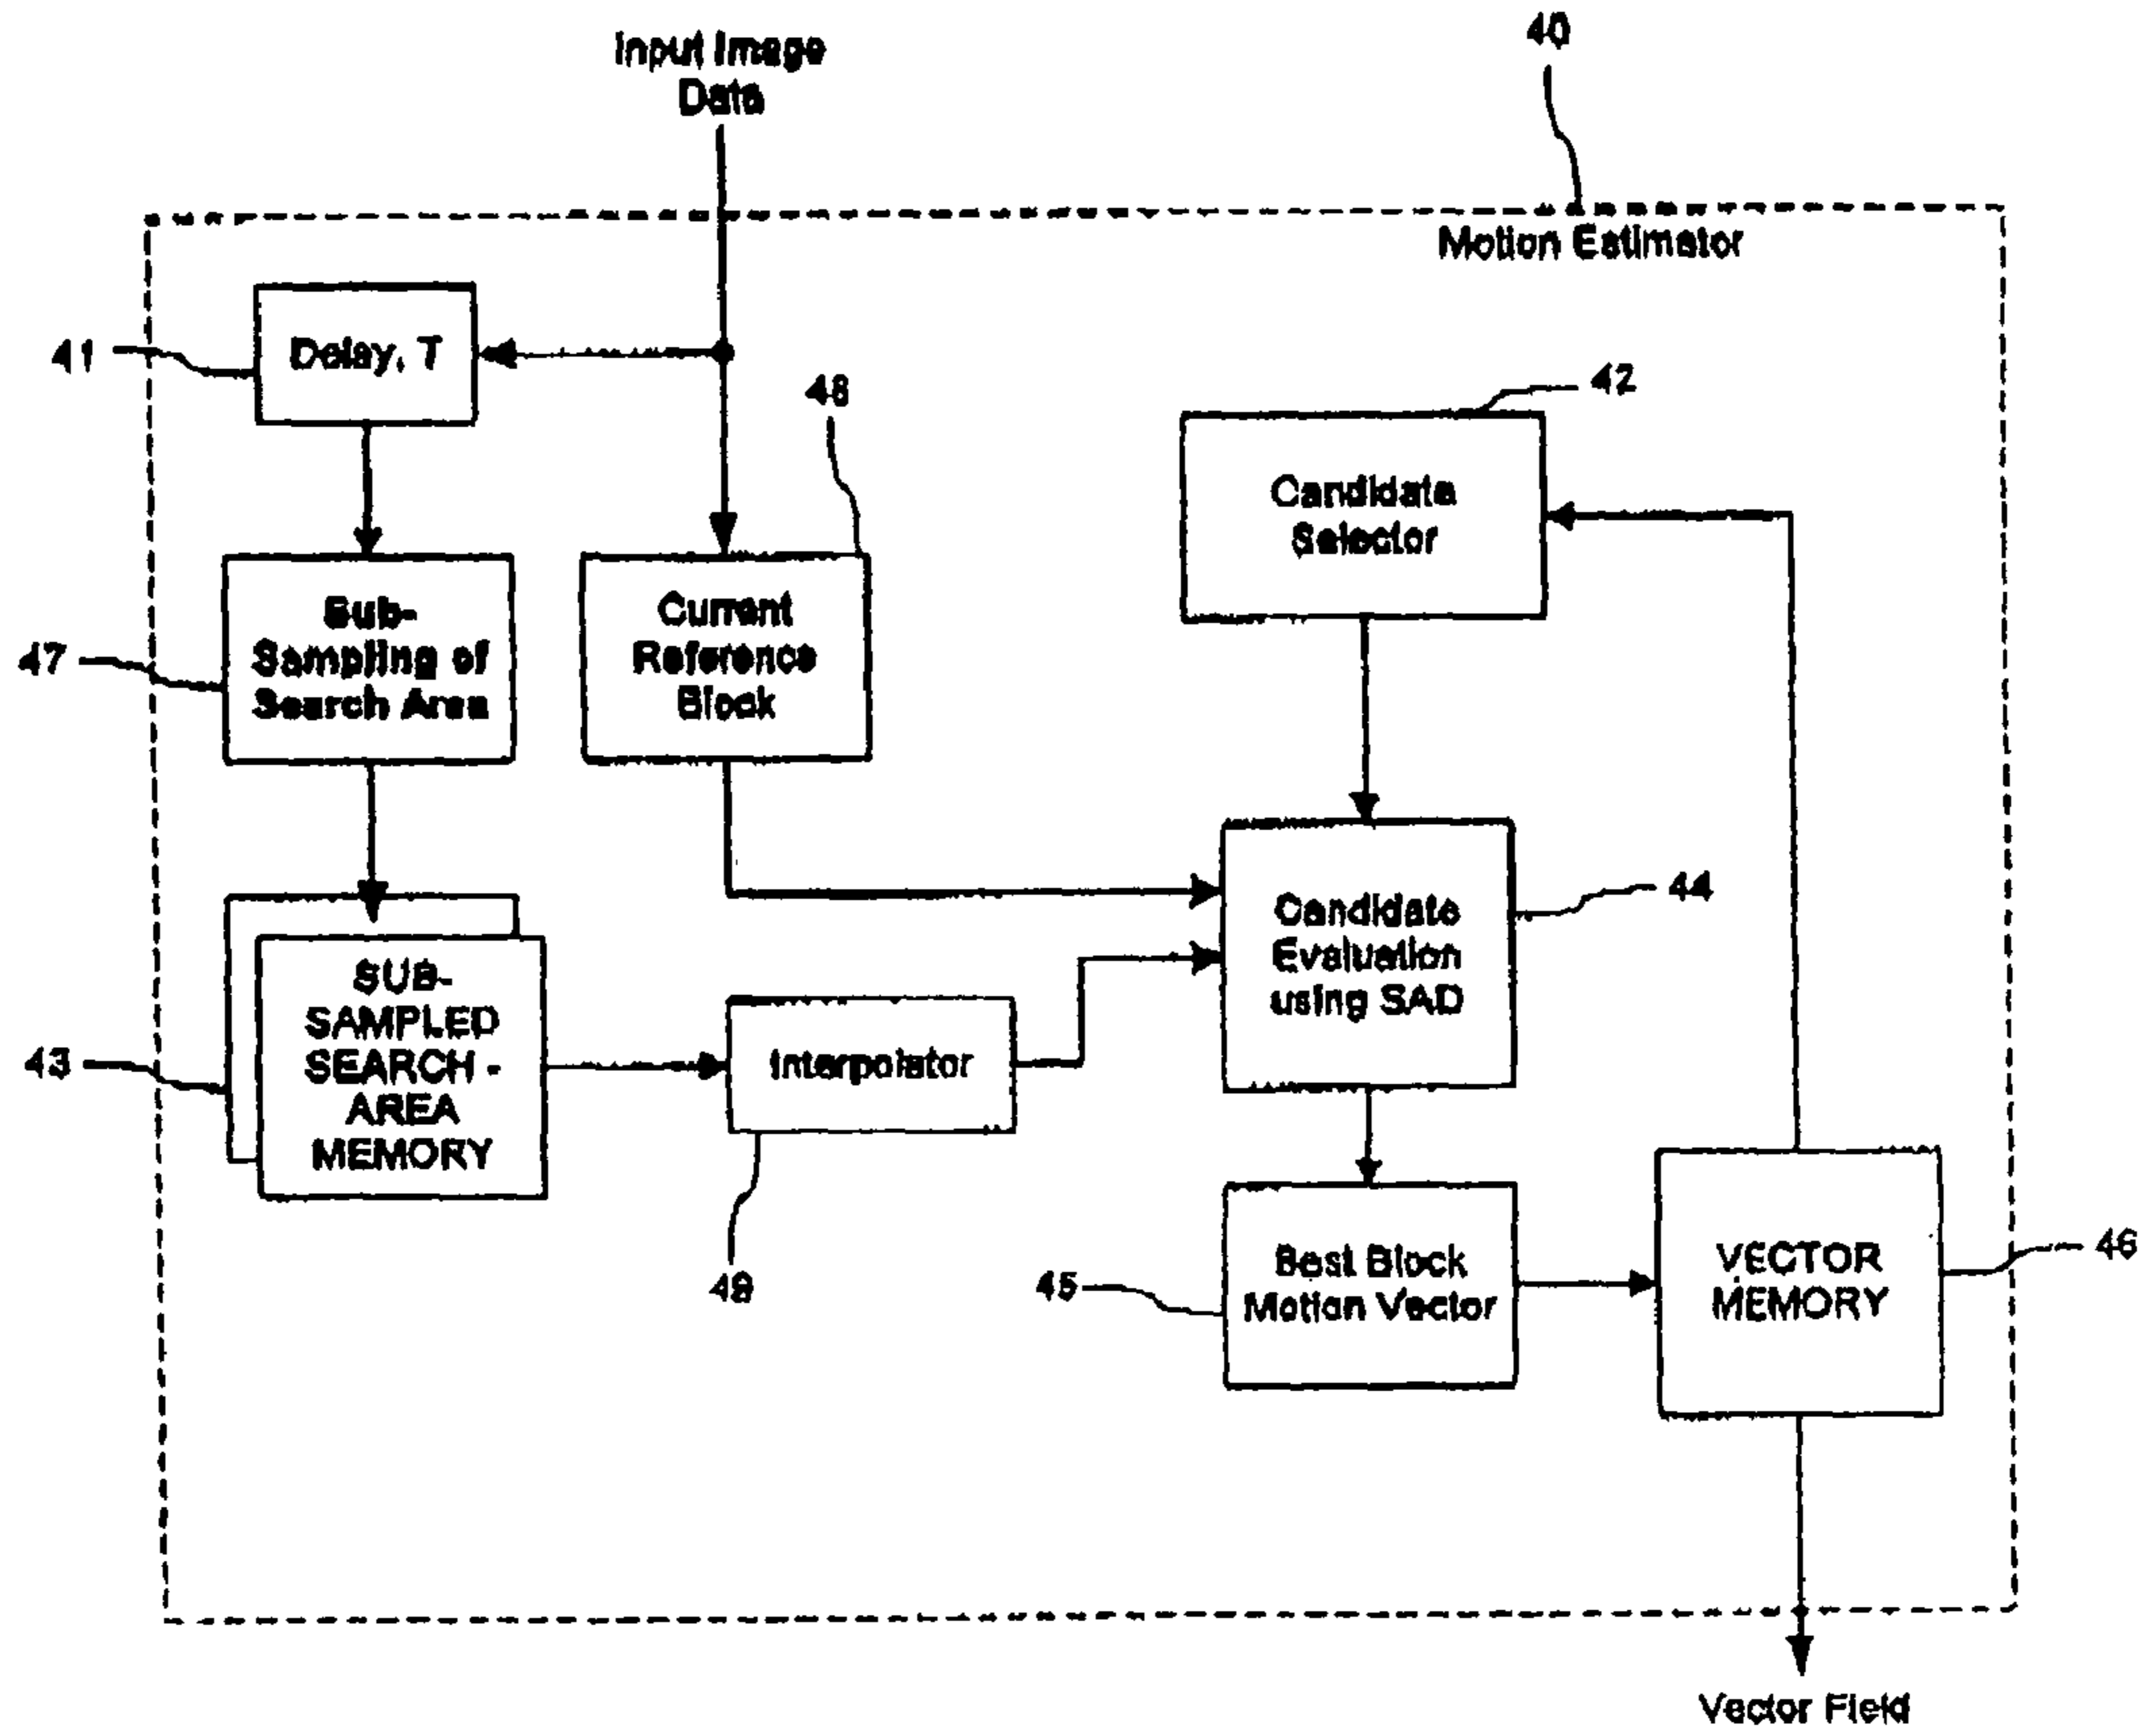 Input Image
Data
40
Motion Estimator
41
Delay, T
48
42
Candidate
Selector
47
Sub-
Sampling of
Search Area
Current
Reference
Block
44
Candidate
Evaluation
using SAD
43
SUB-
SAMPLED
SEARCH -
AREA
MEMORY
Interpolator
49
45
Best Block
Motion Vector
VECTOR
MEMORY
46
Vector Field